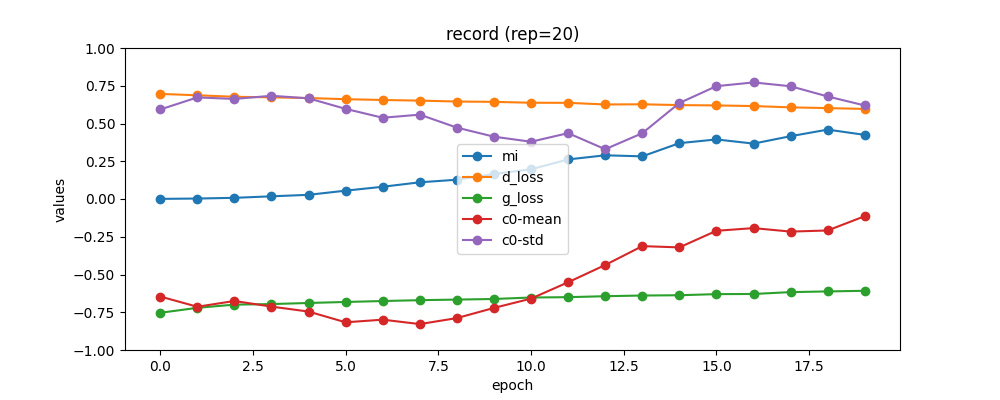 record (rep=20)
1.00
0.75
0.50
0.25
0.00
−0.25
−0.50
−0.75
−1.00
values
mi
d_loss
g_loss
c0-mean
c0-std
0.0 2.5 5.0 7.5 10.0 12.5 15.0 17.5
epoch